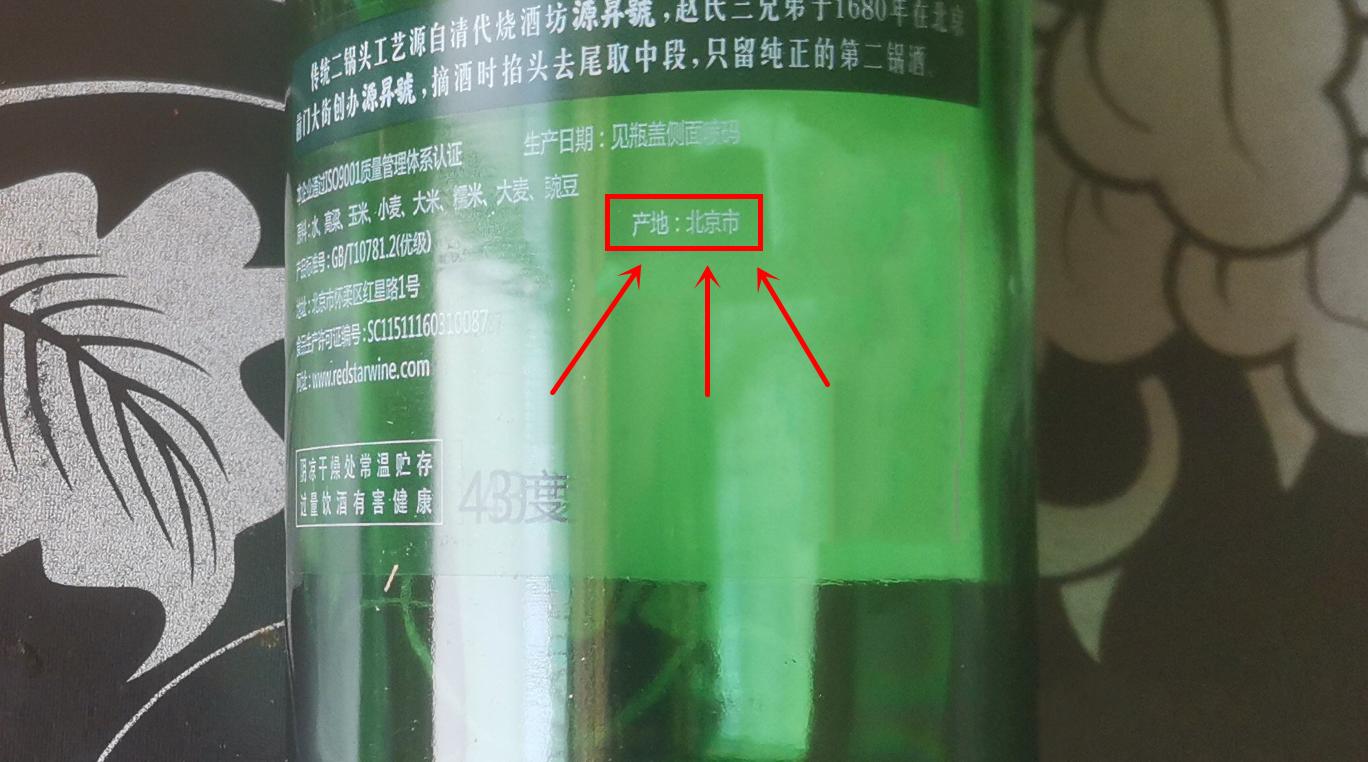 传统二锅头工艺源自清代烧酒坊源昇號，赵氏三兄弟于1680年在北京
前门大街创办源昇號，摘酒时掐头去尾取中段，只留纯正的第二锅酒。
生产日期：见瓶盖侧面喷码
本企业通过ISO9001质量管理体系认证
原料：水、高粱、玉米、小麦、大米、糯米、大麦、豌豆
产地：北京市
产品标准号：GB/T10781.2(优级)
地址：北京市怀柔区红星路1号
食品生产许可证编号：SC1151116031008
网址：www.redstarwine.com
阴凉干燥处常温贮存
过量饮酒有害健康
43度